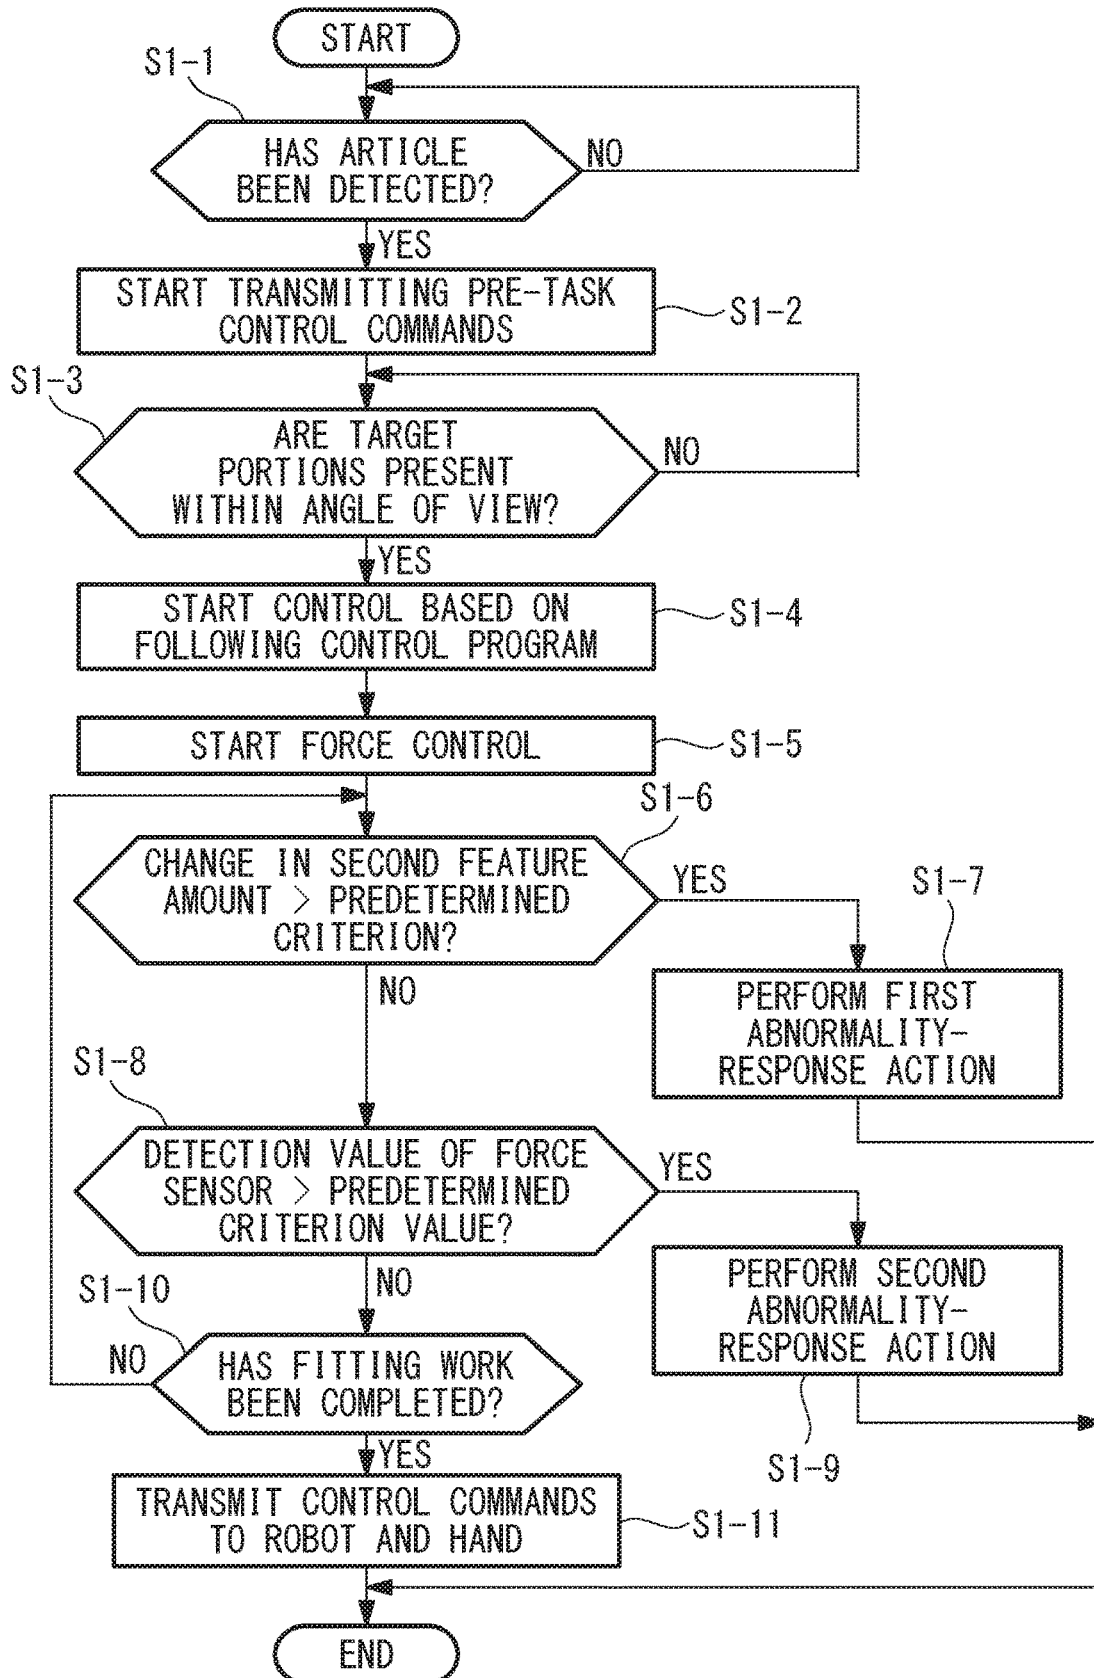 START
S1-1
HAS ARTICLE
BEEN DETECTED?
NO
YES
START TRANSMITTING PRE-TASK
CONTROL COMMANDS
S1-2
S1-3
ARE TARGET
PORTIONS PRESENT
WITHIN ANGLE OF VIEW?
NO
YES
START CONTROL BASED ON
FOLLOWING CONTROL PROGRAM
S1-4
START FORCE CONTROL
S1-5
S1-6
CHANGE IN SECOND FEATURE
AMOUNT > PREDETERMINED
CRITERION?
YES
S1-7
NO
PERFORM FIRST
ABNORMALITY-
RESPONSE ACTION
S1-8
DETECTION VALUE OF FORCE
SENSOR > PREDETERMINED
CRITERION VALUE?
YES
NO
PERFORM SECOND
ABNORMALITY-
RESPONSE ACTION
S1-9
S1-10
NO
HAS FITTING WORK
BEEN COMPLETED?
YES
TRANSMIT CONTROL COMMANDS
TO ROBOT AND HAND
S1-11
END